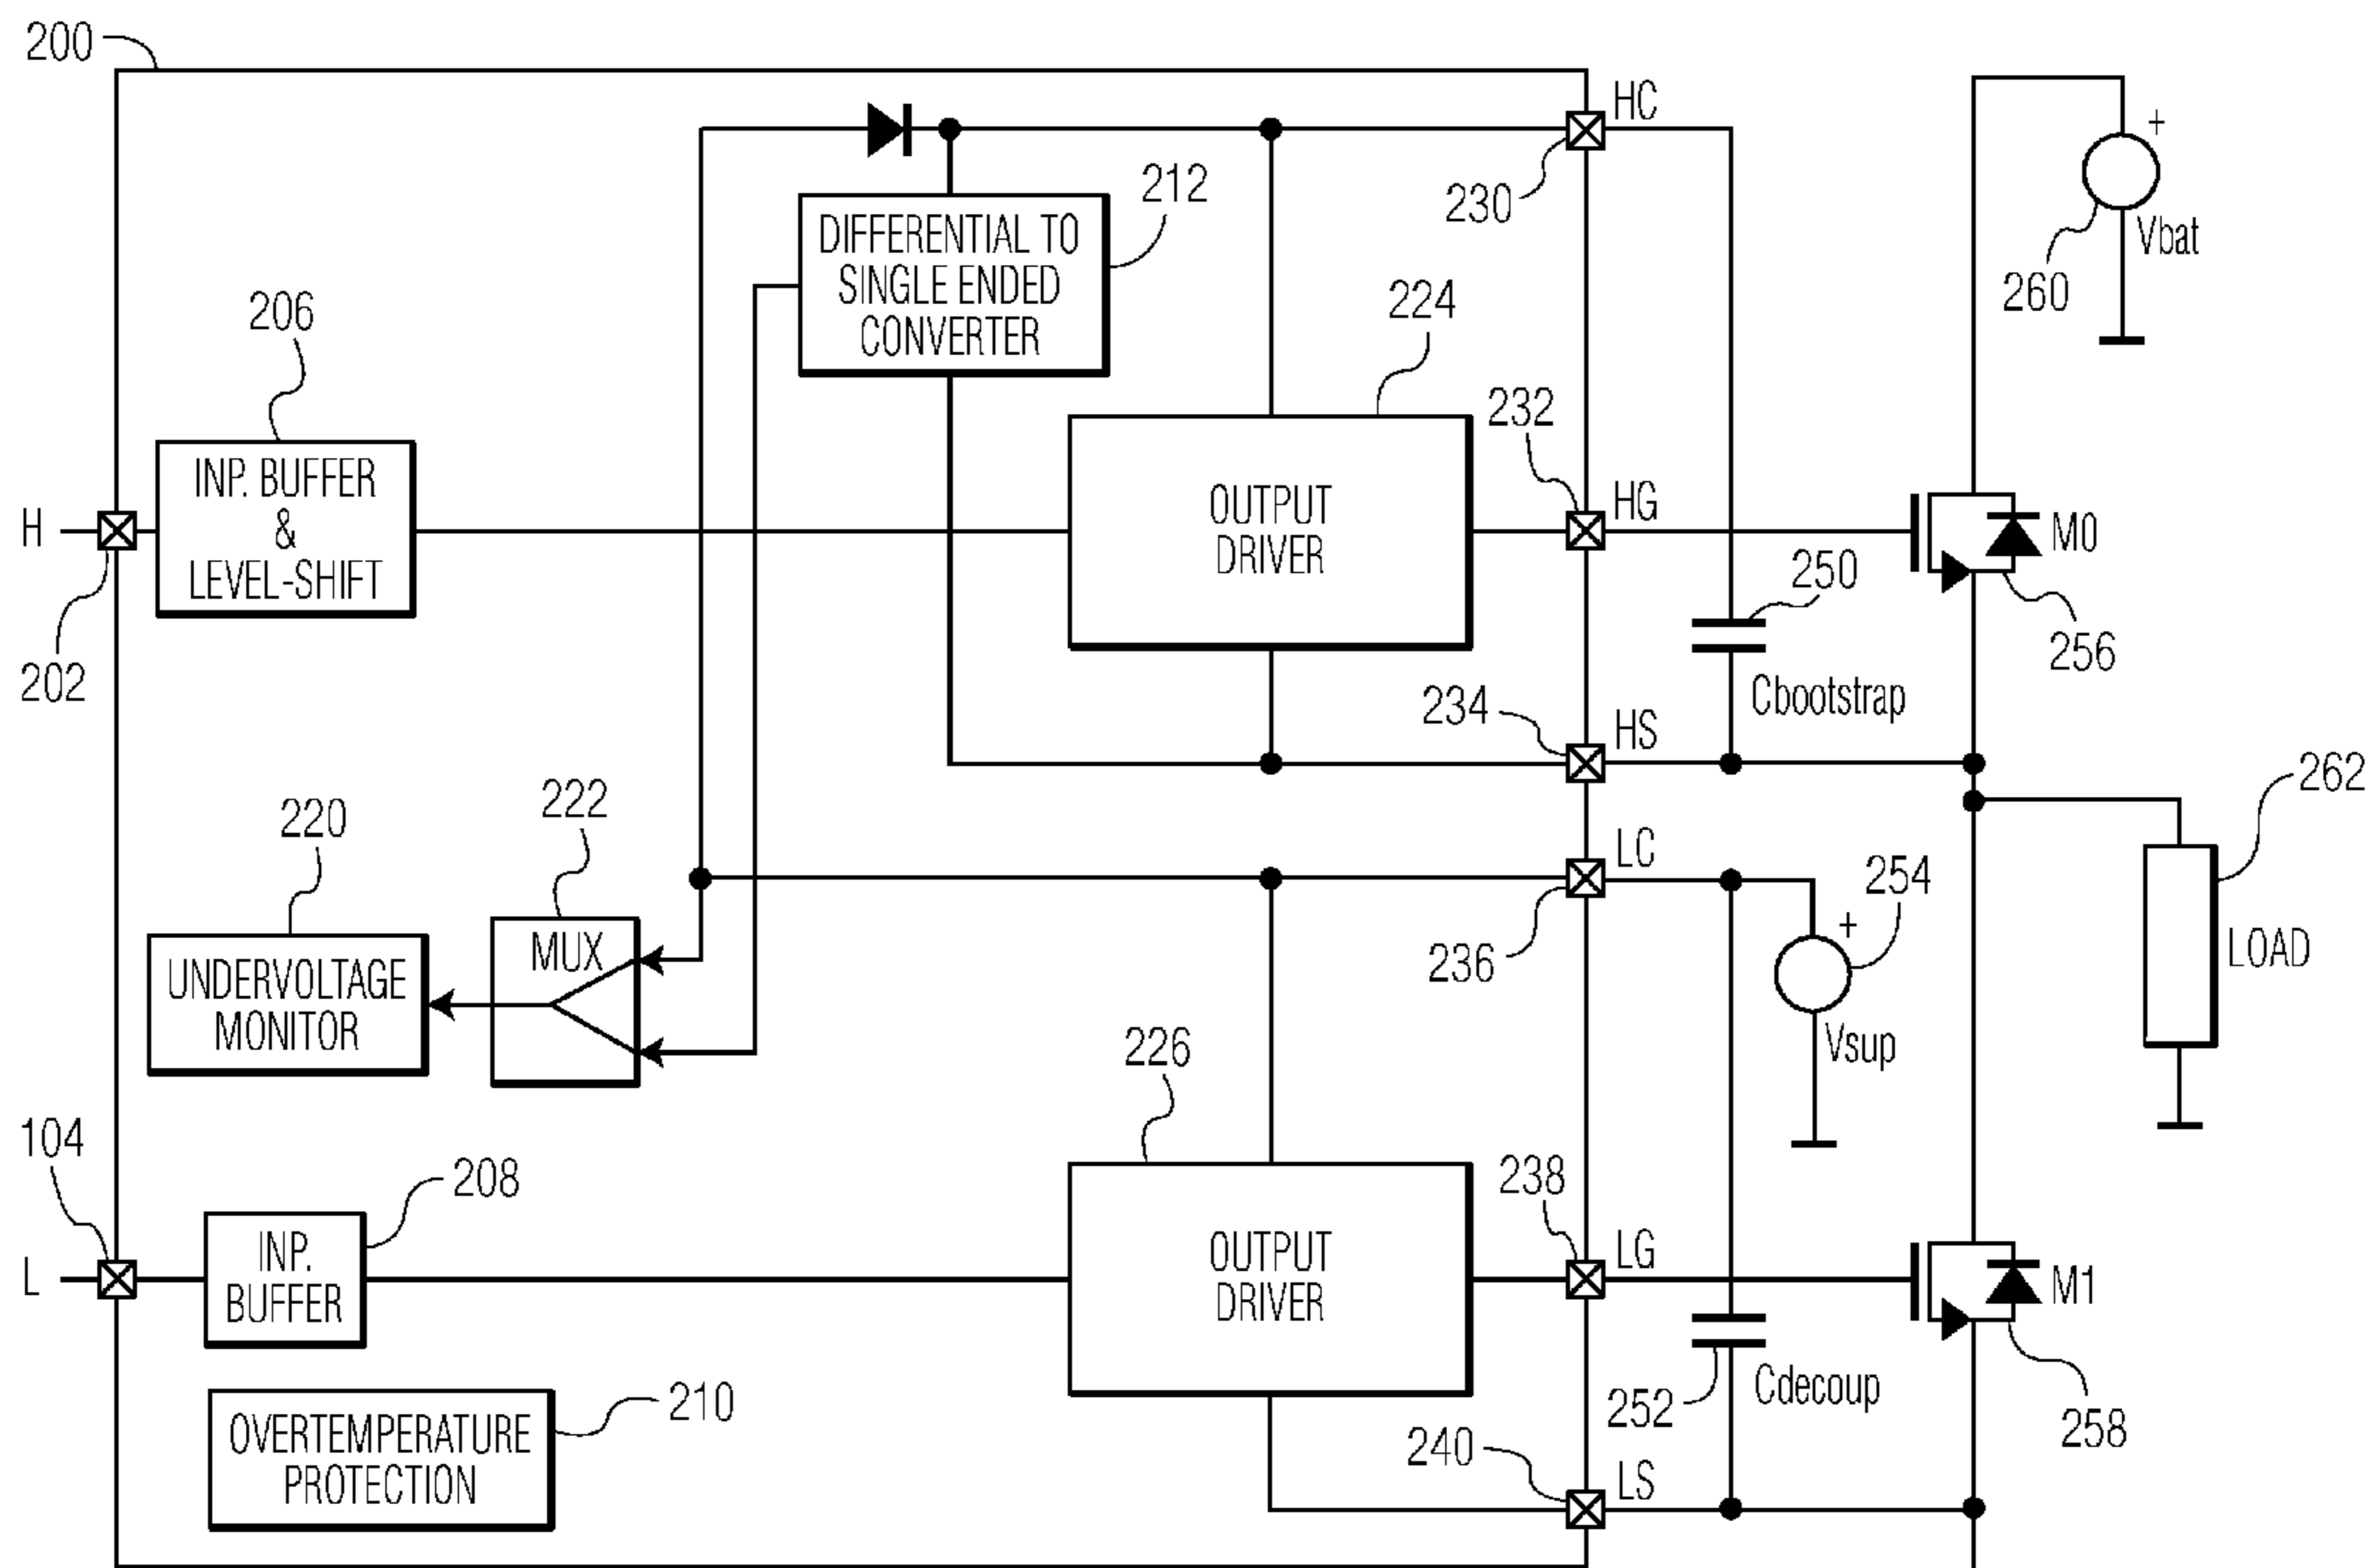 200
HC
+
230
212
DIFFERENTIAL TO
SINGLE ENDED
CONVERTER
Vbat
260
206
224
232
INP. BUFFER
&
LEVEL-SHIFT
OUTPUT
DRIVER
HG
H
M0
250
256
202
Cbootstrap
234
HS
262
220
222
LC
254
MUX
+
236
LOAD
UNDERVOLTAGE
MONITOR
226
Vsup
104
208
238
INP.
BUFFER
OUTPUT
DRIVER
LG
L
M1
210
252
Cdecoup
258
OVERTEMPERATURE
PROTECTION
240
LS